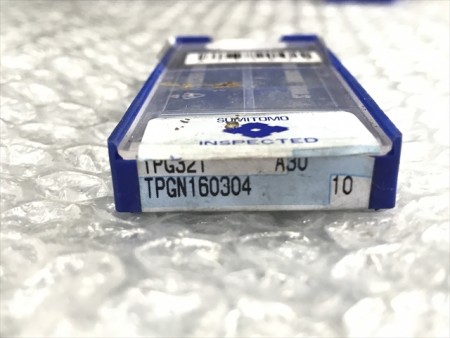 SUMITOMO
INSPECTED
TPG321 A30
TPGN160304 10